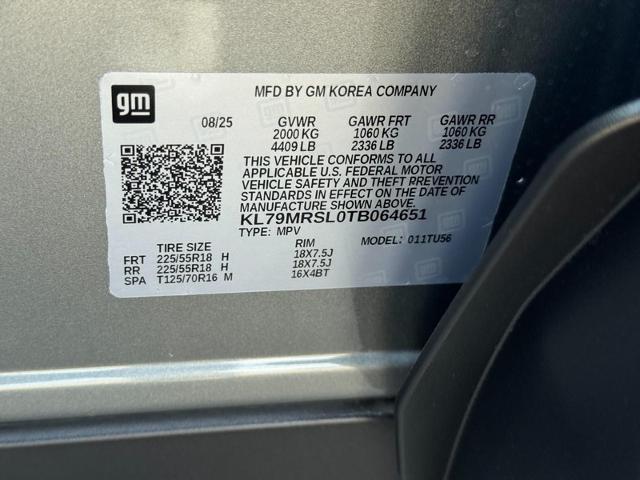 gm
MFD BY GM KOREA COMPANY
08/25 GVWR GAWR FRT GAWR RR
2000 KG 1060 KG 1060 KG
4409 LB 2336 LB 2336 LB
THIS VEHICLE CONFORMS TO ALL
APPLICABLE U.S. FEDERAL MOTOR
VEHICLE SAFETY AND THEFT PREVENTION
STANDARDS IN EFFECT ON THE DATE OF
MANUFACTURE SHOWN ABOVE.
KL79MRSL0TB064651
TYPE: MPV MODEL: 011TU56
TIRE SIZE RIM
FRT 225/55R18 H 18X7.5J
RR 225/55R18 H 18X7.5J
SPA T125/70R16 M 16X4BT